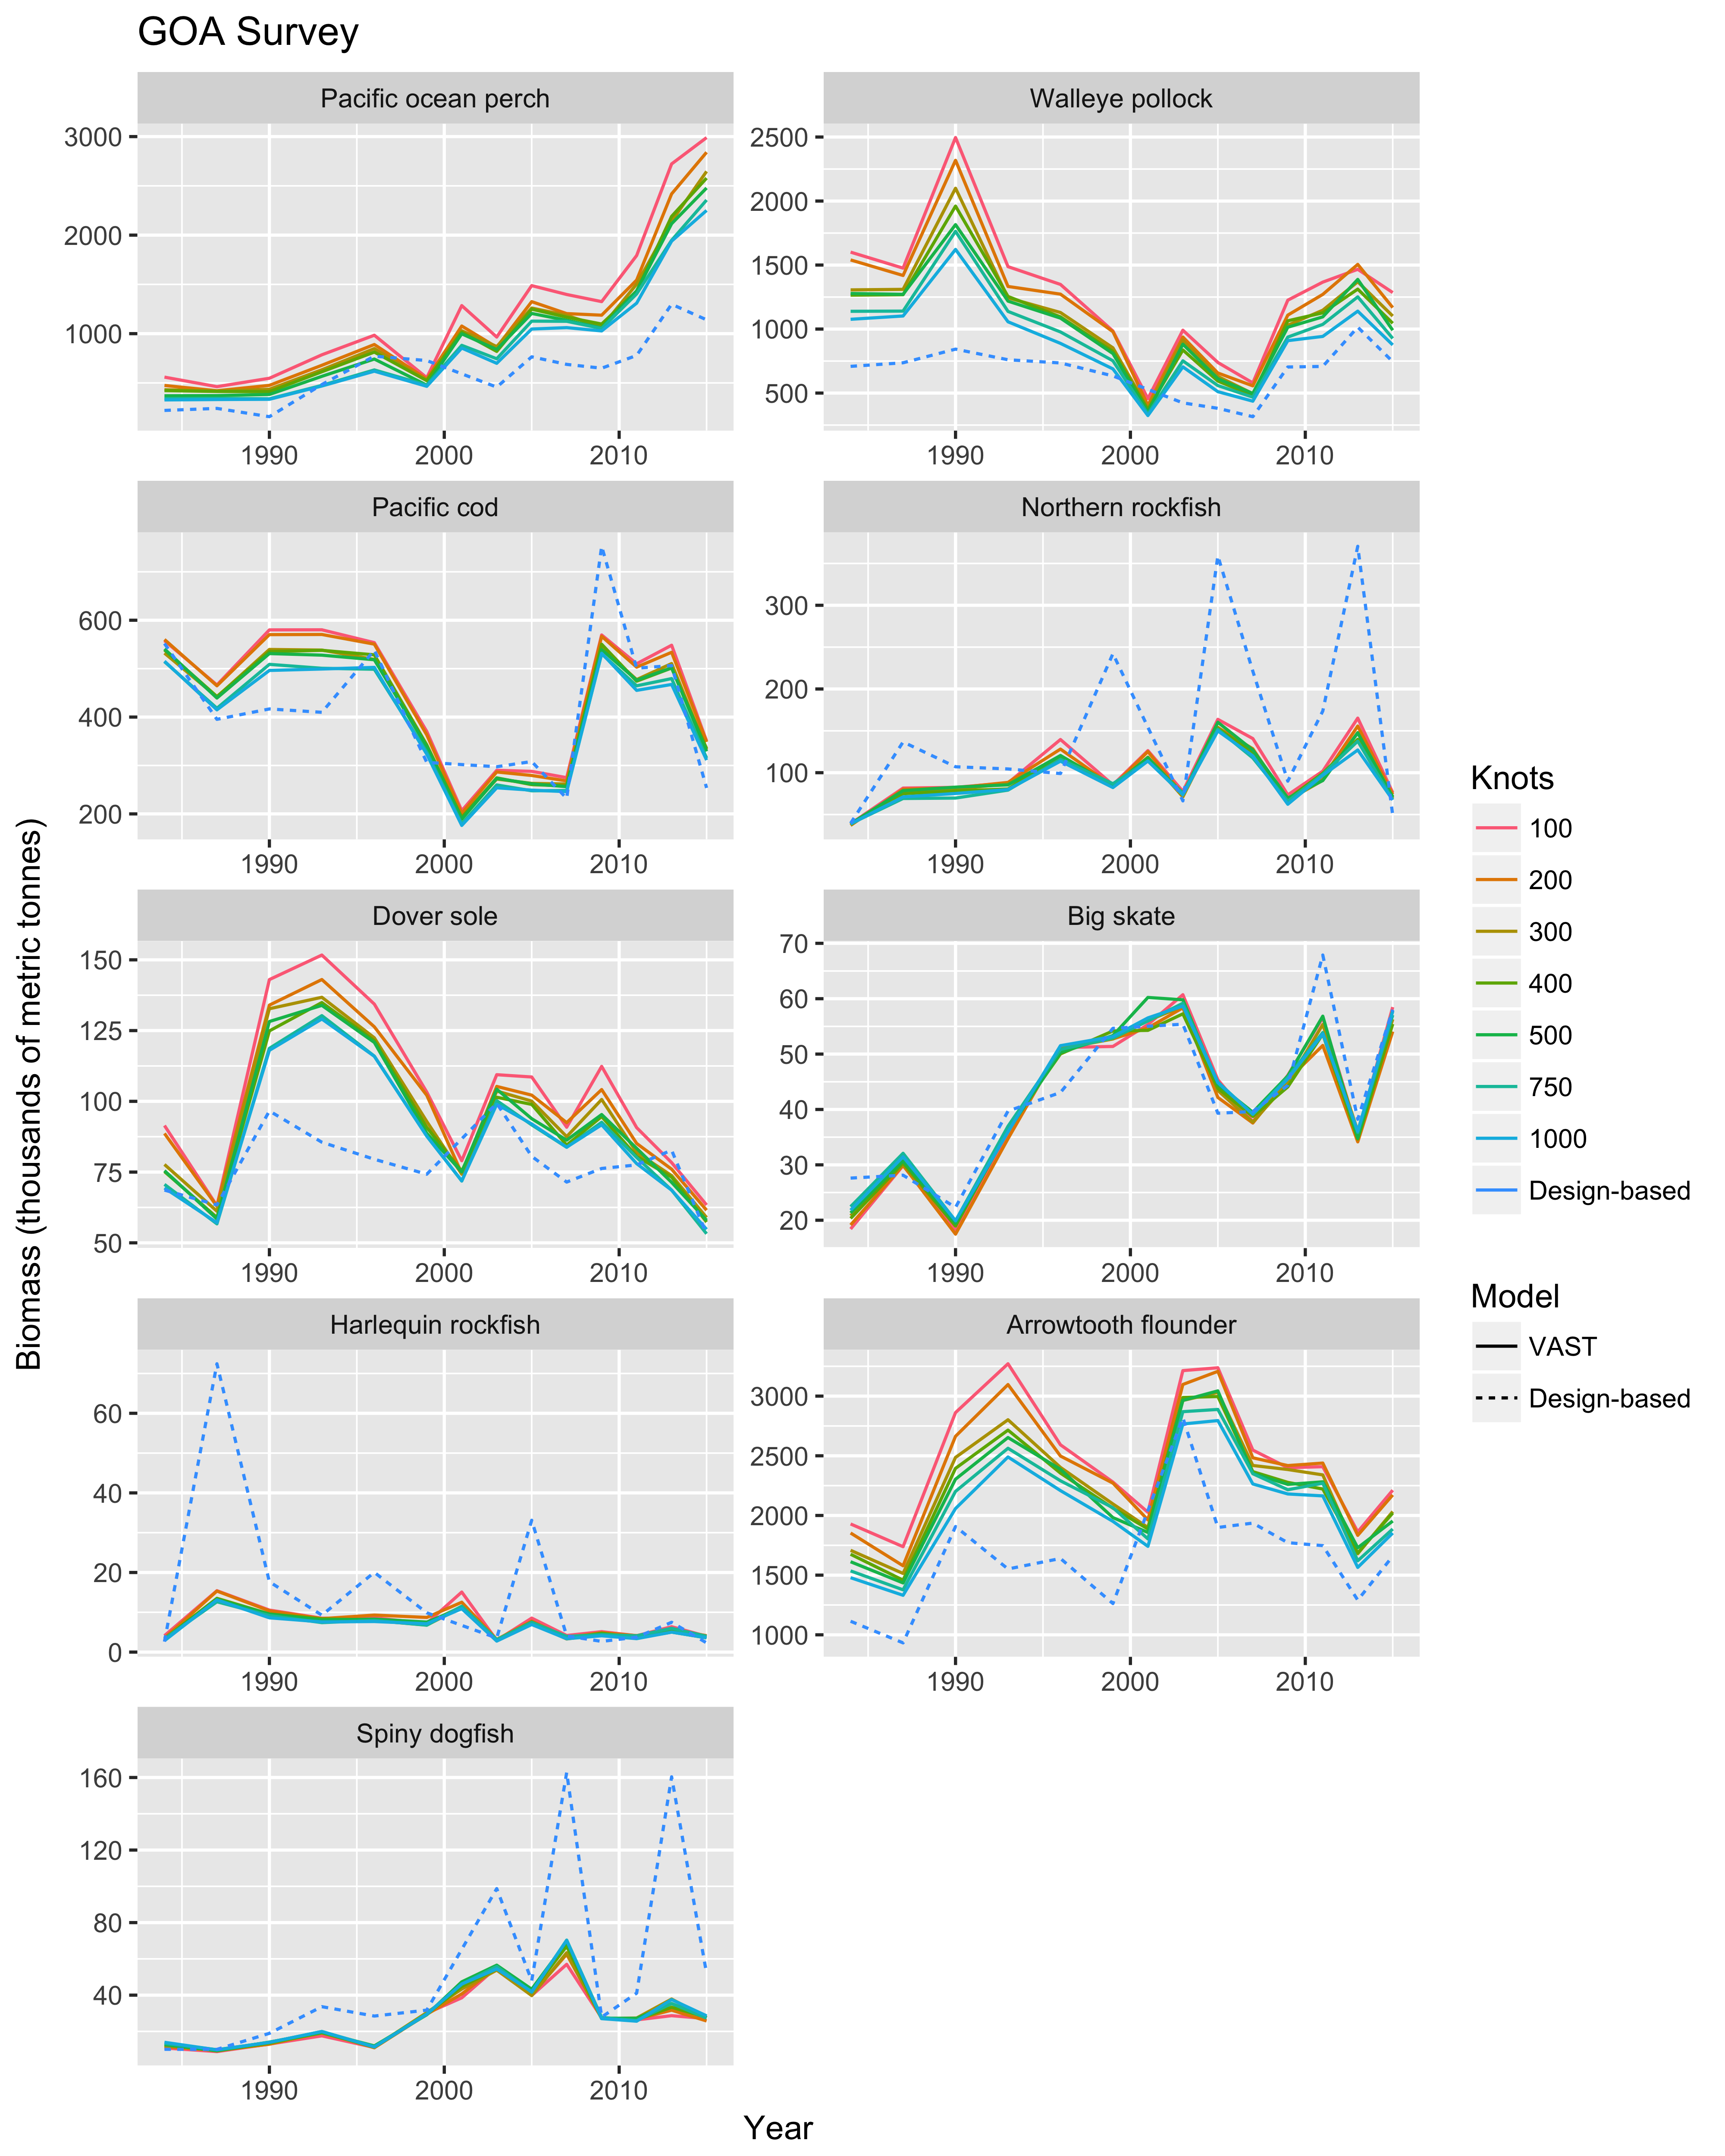 GOA Survey
Pacific ocean perch
Walleye pollock
3000
2000
1000
2500
2000
1500
1000
500
1990 2000 2010
1990 2000 2010
Pacific cod
Northern rockfish
600
400
200
300
200
100
1990 2000 2010
1990 2000 2010
Dover sole
Big skate
150
125
100
75
50
70
60
50
40
30
20
1990 2000 2010
1990 2000 2010
Harlequin rockfish
Arrowtooth flounder
60
40
20
0
3000
2500
2000
1500
1000
1990 2000 2010
1990 2000 2010
Spiny dogfish
160
120
80
40
1990 2000 2010
Year
Biomass (thousands of metric tonnes)
Knots
100
200
300
400
500
750
1000
Design-based
Model
VAST
Design-based